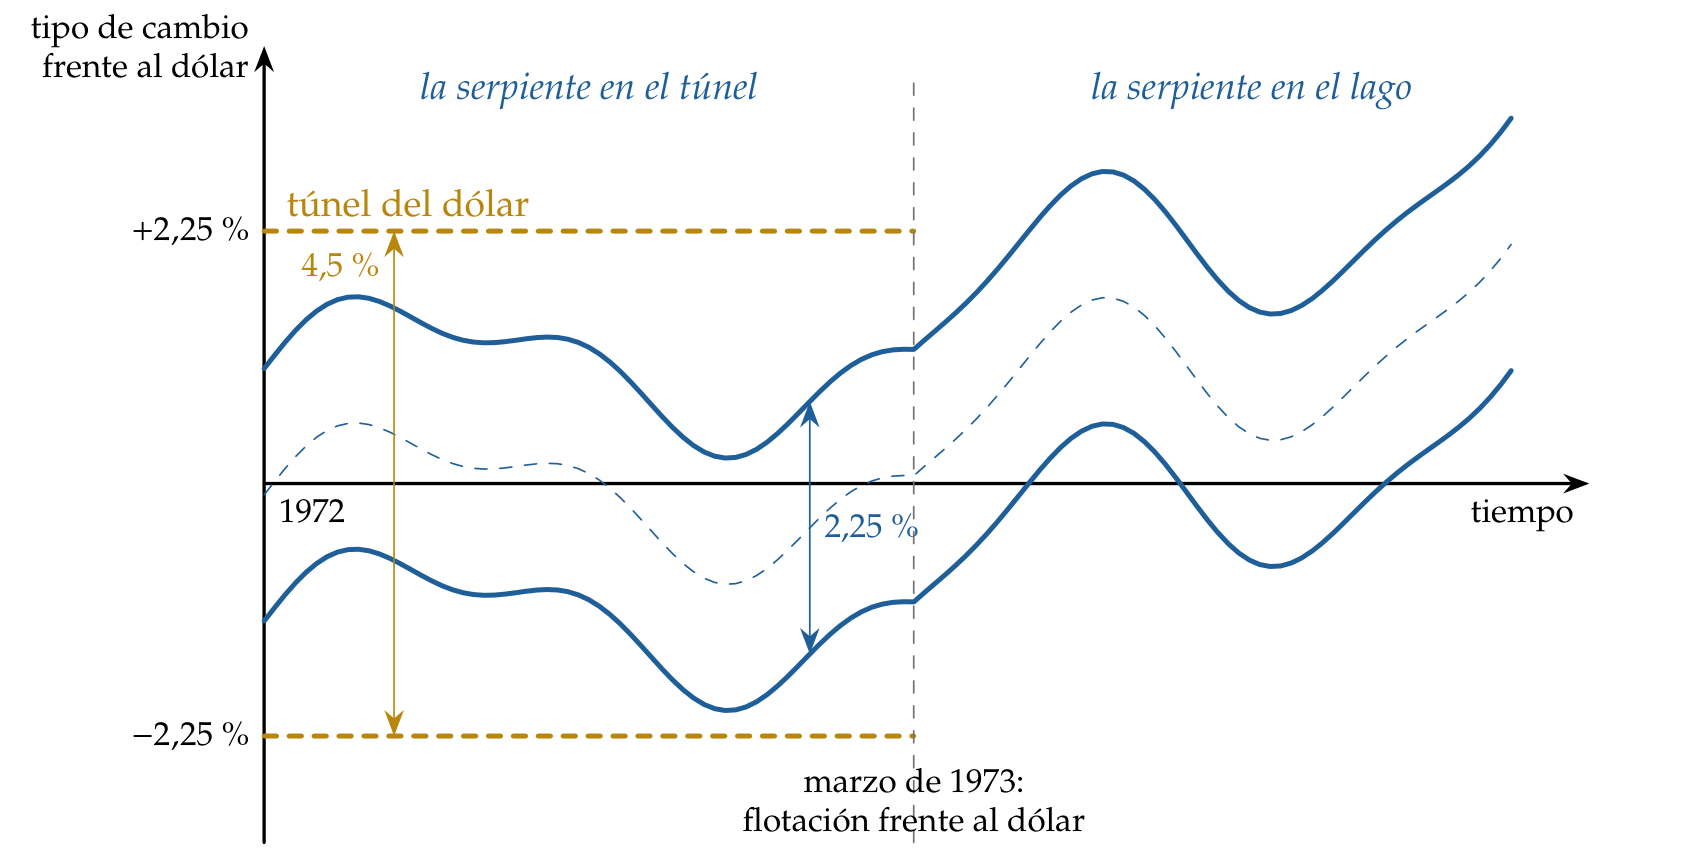 tipo de cambio
frente al dólar
la serpiente en el túnel
la serpiente en el lago
túnel del dólar
+2,25 %
4,5 %
1972
2,25 %
tiempo
−2,25 %
marzo de 1973:
flotación frente al dólar